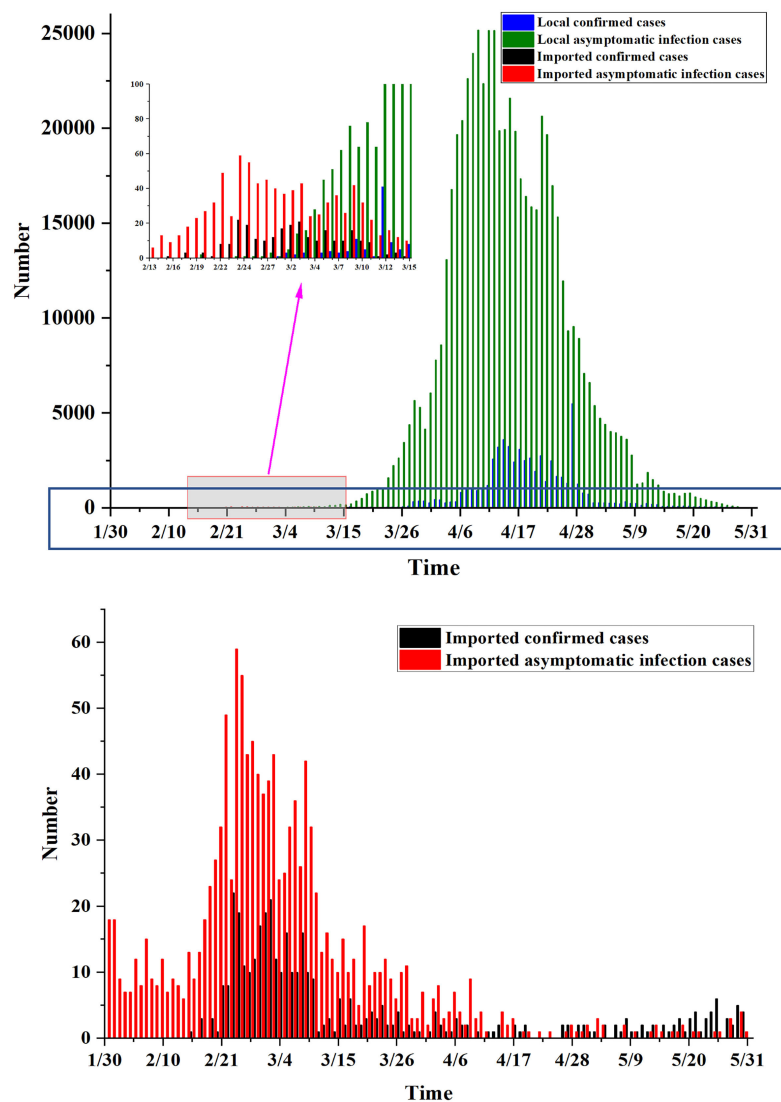 Local confirmed cases
Local asymptomatic infection cases
Imported confirmed cases
Imported asymptomatic infection cases
25000
20000
15000
10000
5000
0
Number
100
80
60
40
20
0
2/13 2/16 2/19 2/22 2/24 2/27 3/2 3/4 3/7 3/10 3/12 3/15
1/30 2/10 2/21 3/4 3/15 3/26 4/6 4/17 4/28 5/9 5/20 5/31
Time
Imported confirmed cases
Imported asymptomatic infection cases
60
50
40
30
20
10
0
Number
1/30 2/10 2/21 3/4 3/15 3/26 4/6 4/17 4/28 5/9 5/20 5/31
Time